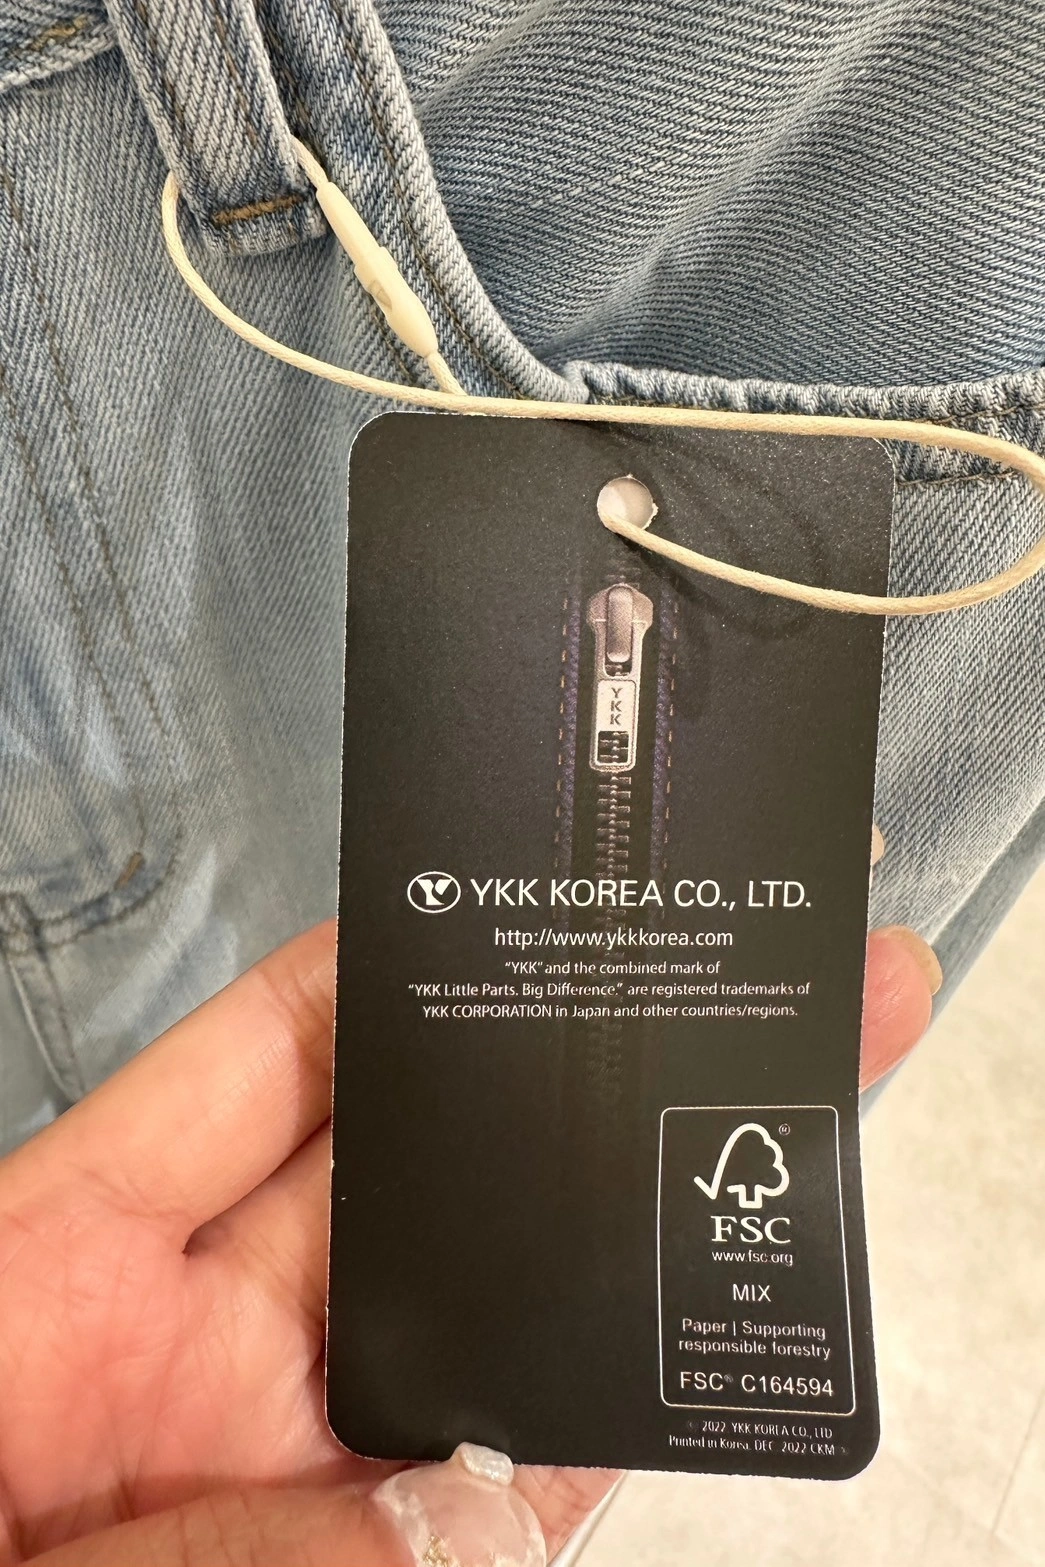 YKK
YKK KOREA CO., LTD.
http://www.ykkkorea.com
“YKK” and the combined mark of
“YKK Little Parts. Big Difference.” are registered trademarks of
YKK CORPORATION in Japan and other countries/regions.
FSC
www.fsc.org
MIX
Paper | Supporting
responsible forestry
FSC® C164594
© 2022 YKK KOREA CO., LTD
Printed in Korea. DEC. 2022 CKM